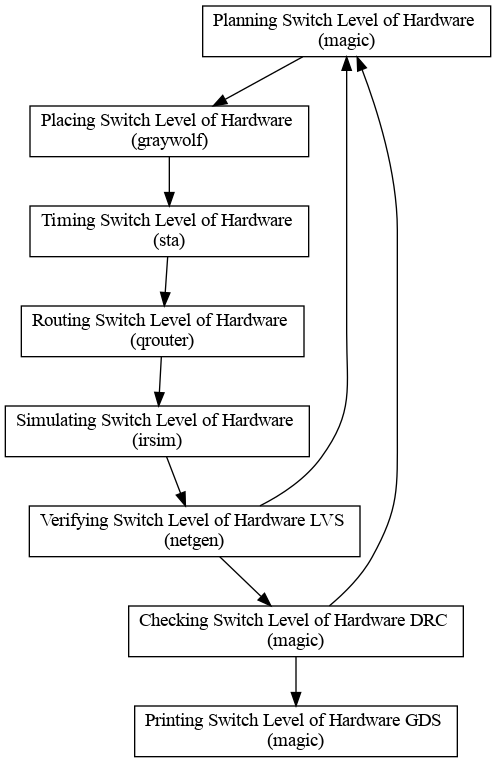 Planning Switch Level of Hardware
(magic)
Placing Switch Level of Hardware
(graywolf)
Timing Switch Level of Hardware
(sta)
Routing Switch Level of Hardware
(qrouter)
Simulating Switch Level of Hardware
(irsim)
Verifying Switch Level of Hardware LVS
(netgen)
Checking Switch Level of Hardware DRC
(magic)
Printing Switch Level of Hardware GDS
(magic)